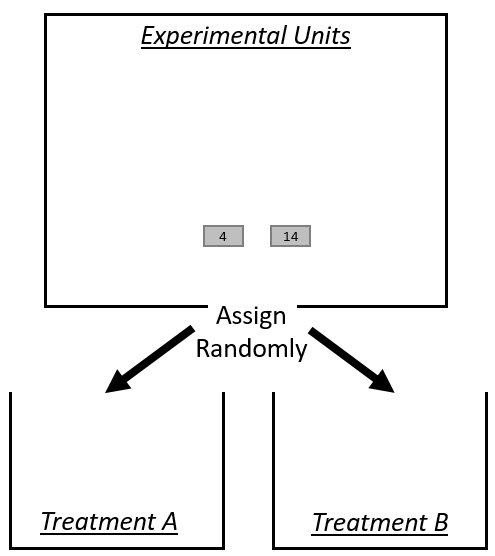 Experimental Units
4 14
Assign
Randomly
Treatment A
Treatment B